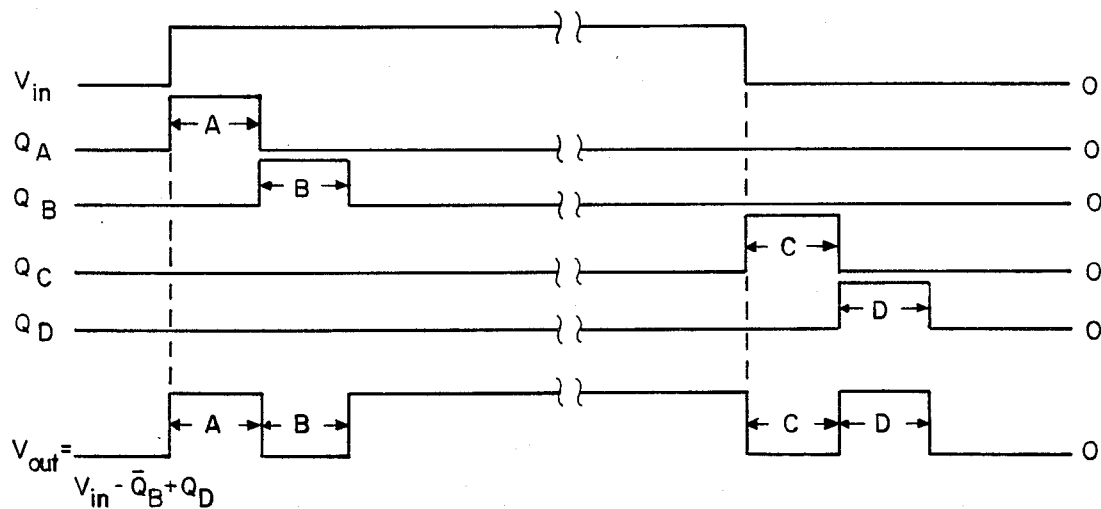 V_in 0
A
Q_A 0
B
Q_B 0
C
Q_C 0
D
Q_D 0
A B C D
V_out = 0
V_in - Q̄_B + Q_D